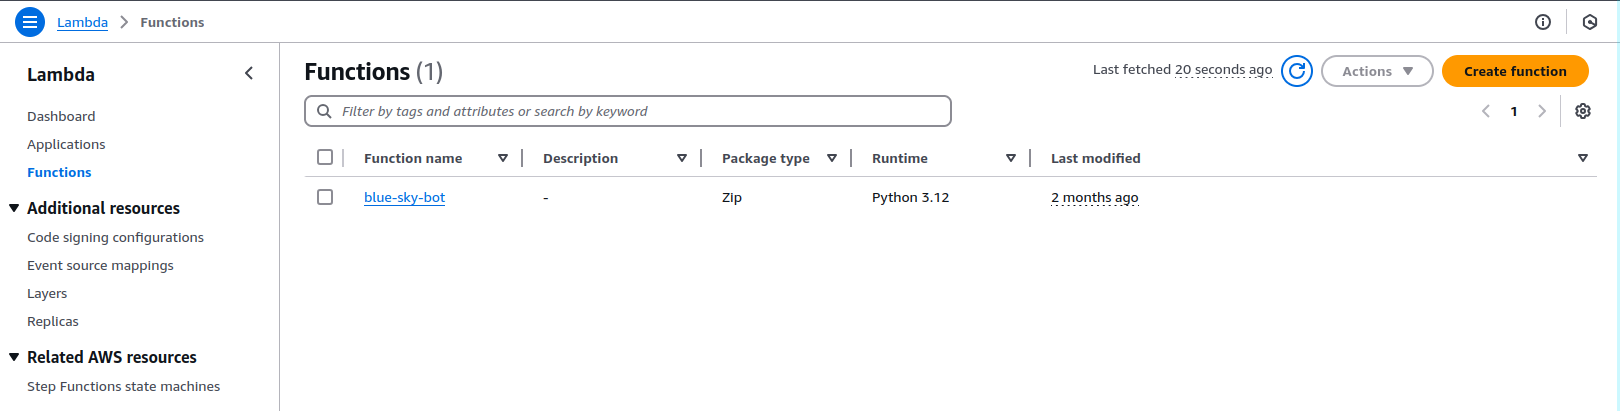 Lambda > Functions
Lambda
Dashboard
Applications
Functions
Additional resources
Code signing configurations
Event source mappings
Layers
Replicas
Related AWS resources
Step Functions state machines
Functions (1)
Last fetched 20 seconds ago
Actions
Create function
Filter by tags and attributes or search by keyword
1
Function name Description Package type Runtime Last modified
blue-sky-bot - Zip Python 3.12 2 months ago